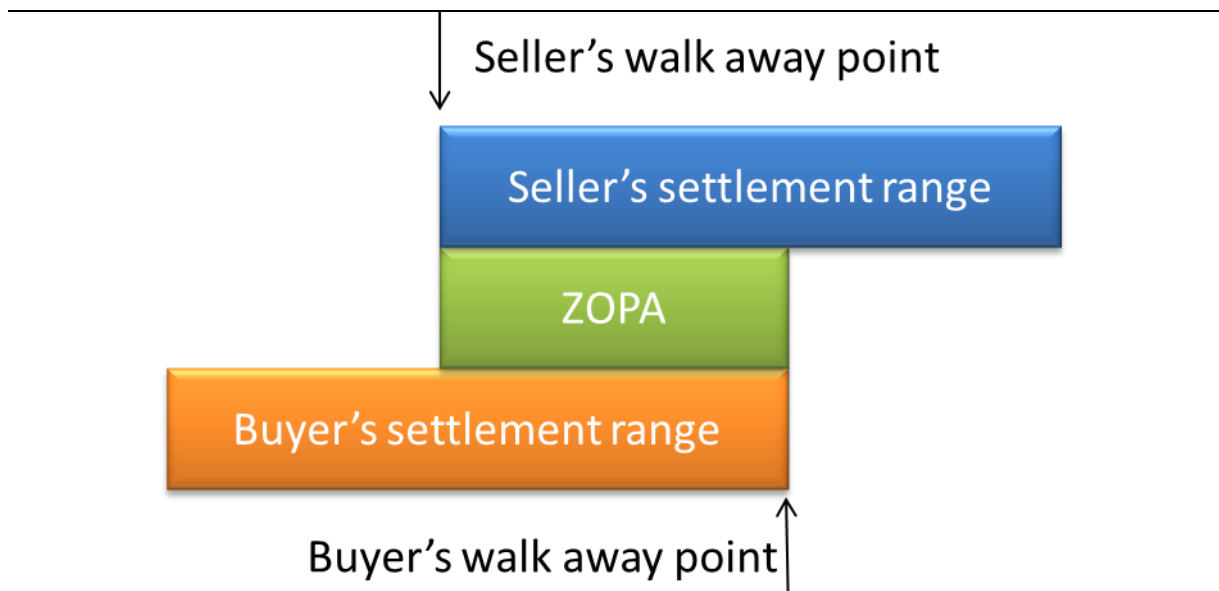 Seller’s walk away point
Seller’s settlement range
ZOPA
Buyer’s settlement range
Buyer’s walk away point